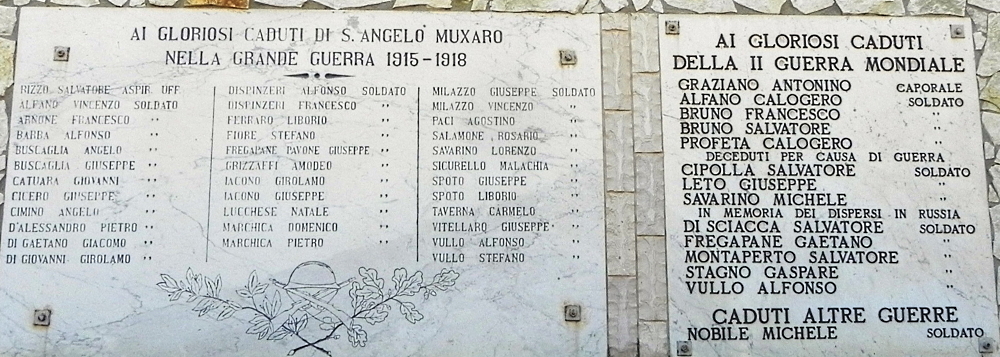 AI GLORIOSI CADUTI DI S. ANGELO MUXARO
NELLA GRANDE GUERRA 1915-1918
RIZZO SALVATORE ASPIR. UFF.
ALFANO VINCENZO SOLDATO
ARNONE FRANCESCO "
BARBA ALFONSO "
BUSCAGLIA ANGELO "
BUSCAGLIA GIUSEPPE "
CATUARA GIOVANNI "
CICERO GIUSEPPE "
CIMINO ANGELO "
D'ALESSANDRO PIETRO "
DI GAETANO GIACOMO "
DI GIOVANNI GIROLAMO "
DISPINZERI ALFONSO SOLDATO
DISPINZERI FRANCESCO "
FERRARO LIBORIO "
FIORE STEFANO "
FREGAPANE PAVONE GIUSEPPE "
GRIZZAFFI AMODEO "
IACONO GIROLAMO "
IACONO GIUSEPPE "
LUCCHESE NATALE "
MARCHICA DOMENICO "
MARCHICA PIETRO "
MILAZZO GIUSEPPE SOLDATO
MILAZZO VINCENZO "
PACI AGOSTINO "
SALAMONE ROSARIO "
SAVARINO LORENZO "
SICURELLO MALACHIA "
SPOTO GIUSEPPE "
SPOTO LIBORIO "
TAVERNA CARMELO "
VITELLARO GIUSEPPE "
VULLO ALFONSO "
VULLO STEFANO "
AI GLORIOSI CADUTI
DELLA II GUERRA MONDIALE
GRAZIANO ANTONINO CAPORALE
ALFANO CALOGERO SOLDATO
BRUNO FRANCESCO "
BRUNO SALVATORE "
PROFETA CALOGERO "
DECEDUTI PER CAUSA DI GUERRA
CIPOLLA SALVATORE SOLDATO
LETO GIUSEPPE "
SAVARINO MICHELE "
IN MEMORIA DEI DISPERSI IN RUSSIA
DI SCIACCA SALVATORE SOLDATO
FREGAPANE GAETANO "
MONTAPERTO SALVATORE "
STAGNO GASPARE "
VULLO ALFONSO "
CADUTI ALTRE GUERRE
NOBILE MICHELE SOLDATO